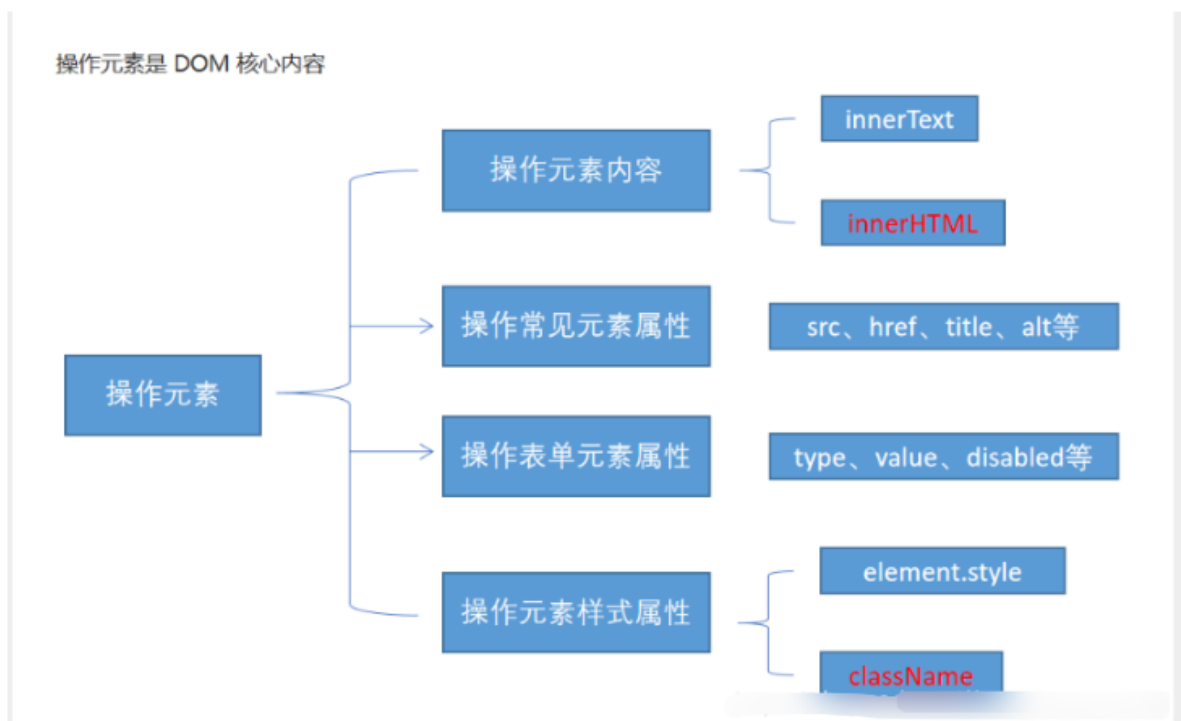 操作元素是 DOM 核心内容
innerText
操作元素内容
innerHTML
操作常见元素属性
src、href、title、alt等
操作元素
操作表单元素属性
type、value、disabled等
element.style
操作元素样式属性
className